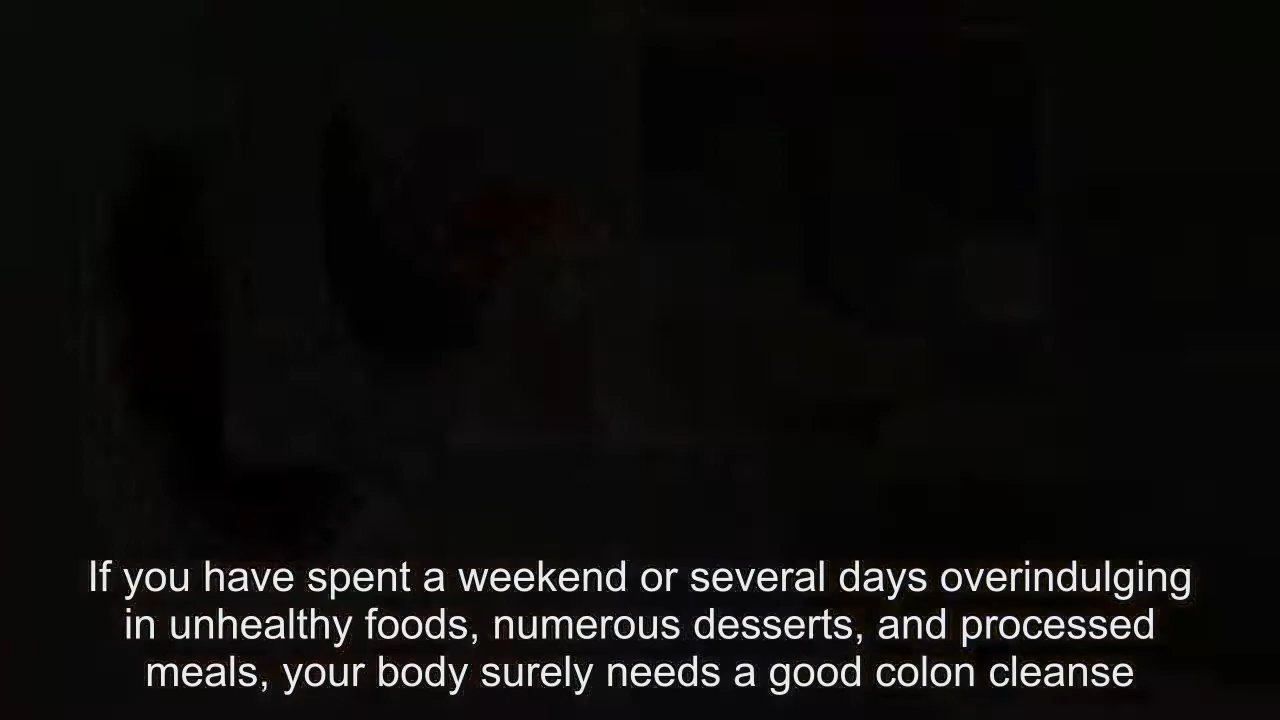 If you have spent a weekend or several days overindulging
in unhealthy foods, numerous desserts, and processed
meals, your body surely needs a good colon cleanse